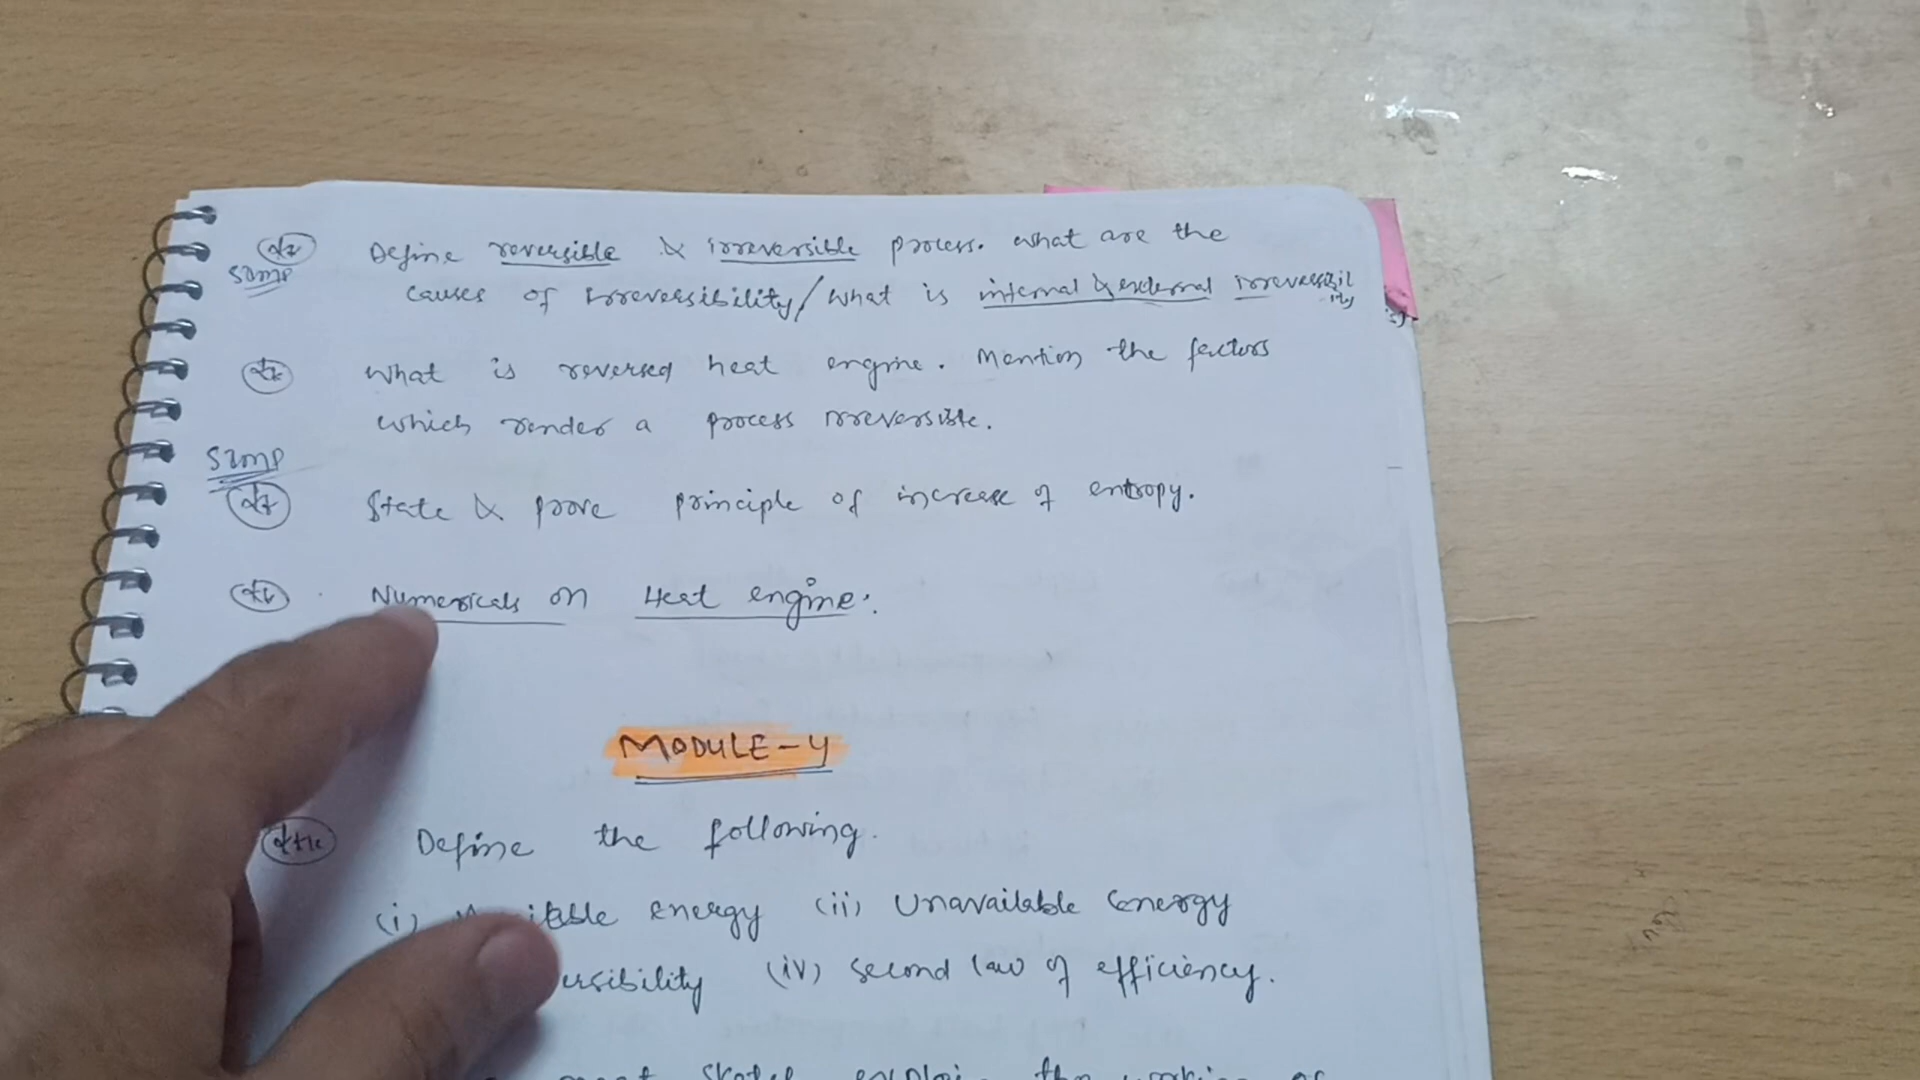 Define reversible & irreversible process. what are the
SImp
causes of Irreversibility/what is internal & external irreversibility
What is reversed heat engine. Mention the factors
which render a process irreversible.
SImp
State & prove principle of increase of entropy.
Numericals on Heat engine.
MODULE-4
Define the following.
(i) energy (ii) Unavailable Energy
(iv) second law of efficiency.